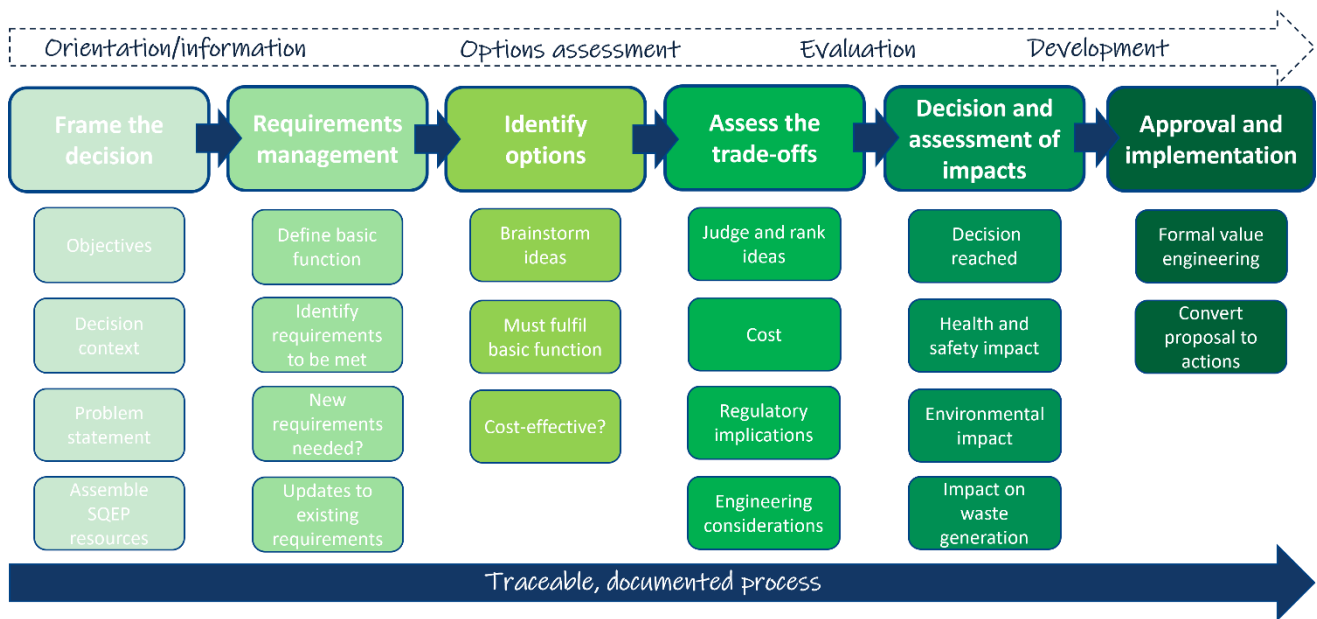 Orientation/information
Options assessment
Evaluation
Development
Frame the
decision
Requirements
management
Identify
options
Assess the
trade-offs
Decision and
assessment of
impacts
Approval and
implementation
Objectives
Decision
context
Problem
statement
Assemble
SQEP
resources
Define basic
function
Identify
requirements
to be met
New
requirements
needed?
Updates to
existing
requirements
Brainstorm
ideas
Must fulfil
basic function
Cost-effective?
Judge and rank
ideas
Cost
Regulatory
implications
Engineering
considerations
Decision
reached
Health and
safety impact
Environmental
impact
Impact on
waste
generation
Formal value
engineering
Convert
proposal to
actions
Traceable, documented process